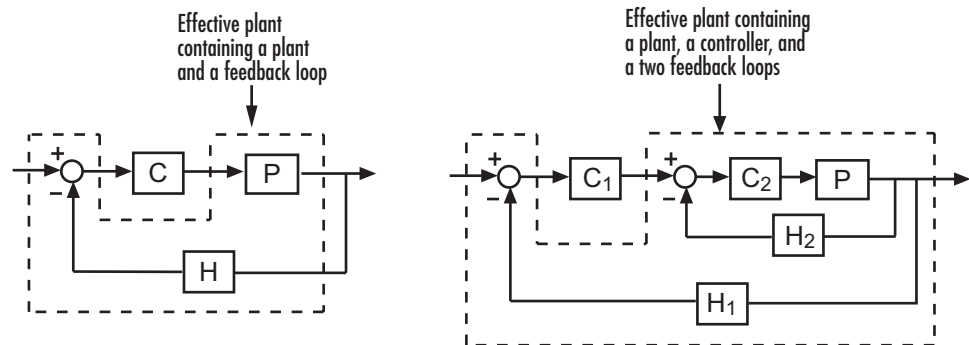 Effective plant
containing a plant
and a feedback loop
+
−
C
P
H
Effective plant containing
a plant, a controller, and
a two feedback loops
+
−
C₁
+
−
C₂
P
H₂
H₁